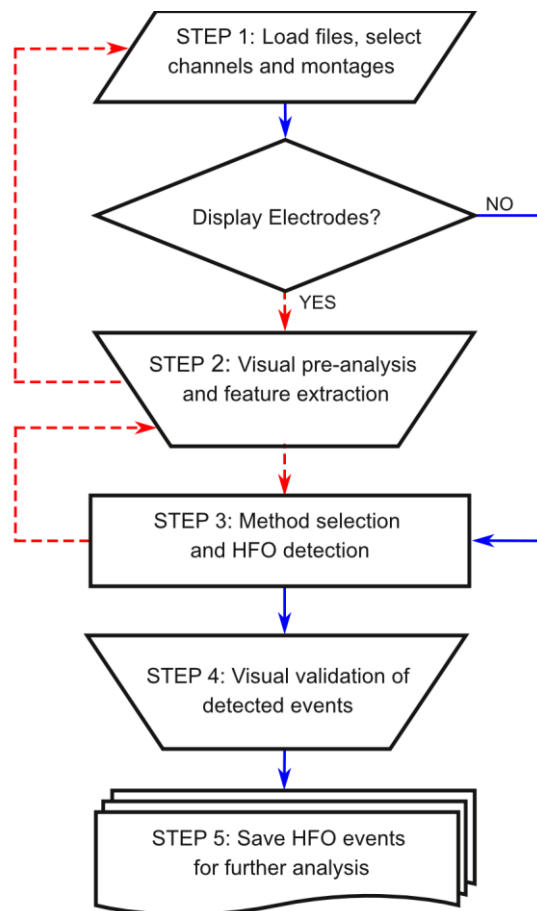 STEP 1: Load files, select
channels and montages
Display Electrodes?
NO
YES
STEP 2: Visual pre-analysis
and feature extraction
STEP 3: Method selection
and HFO detection
STEP 4: Visual validation of
detected events
STEP 5: Save HFO events
for further analysis